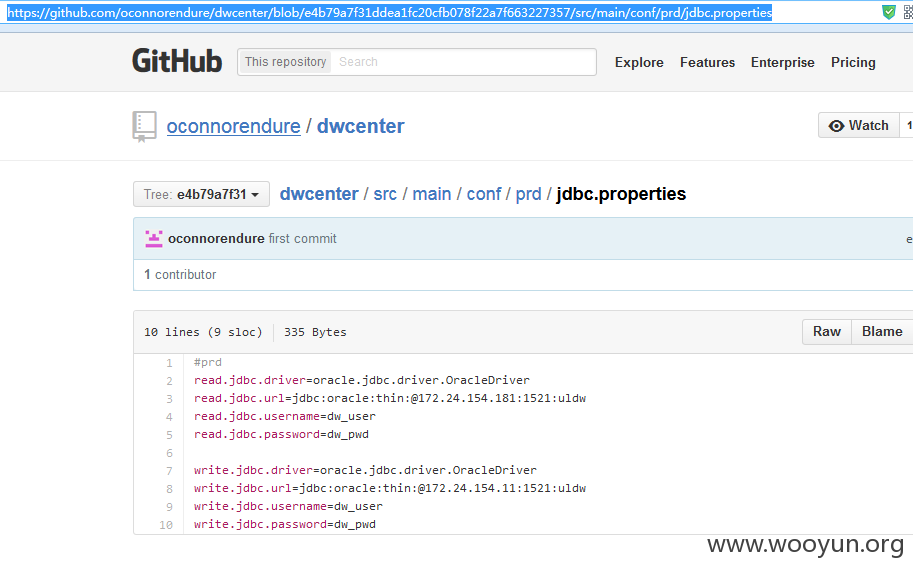 https://github.com/oconnorendure/dwcenter/blob/e4b79a7f31ddea1fc20cfb078f22a7f663227357/src/main/conf/prd/jdbc.properties
GitHub This repository Search Explore Features Enterprise Pricing
oconnorendure / dwcenter Watch 1
Tree: e4b79a7f31 dwcenter / src / main / conf / prd / jdbc.properties
oconnorendure first commit e
1 contributor
10 lines (9 sloc) 335 Bytes Raw Blame
1 #prd
2 read.jdbc.driver=oracle.jdbc.driver.OracleDriver
3 read.jdbc.url=jdbc:oracle:thin:@172.24.154.181:1521:uldw
4 read.jdbc.username=dw_user
5 read.jdbc.password=dw_pwd
6
7 write.jdbc.driver=oracle.jdbc.driver.OracleDriver
8 write.jdbc.url=jdbc:oracle:thin:@172.24.154.11:1521:uldw
9 write.jdbc.username=dw_user
10 write.jdbc.password=dw_pwd
www.wooyun.org